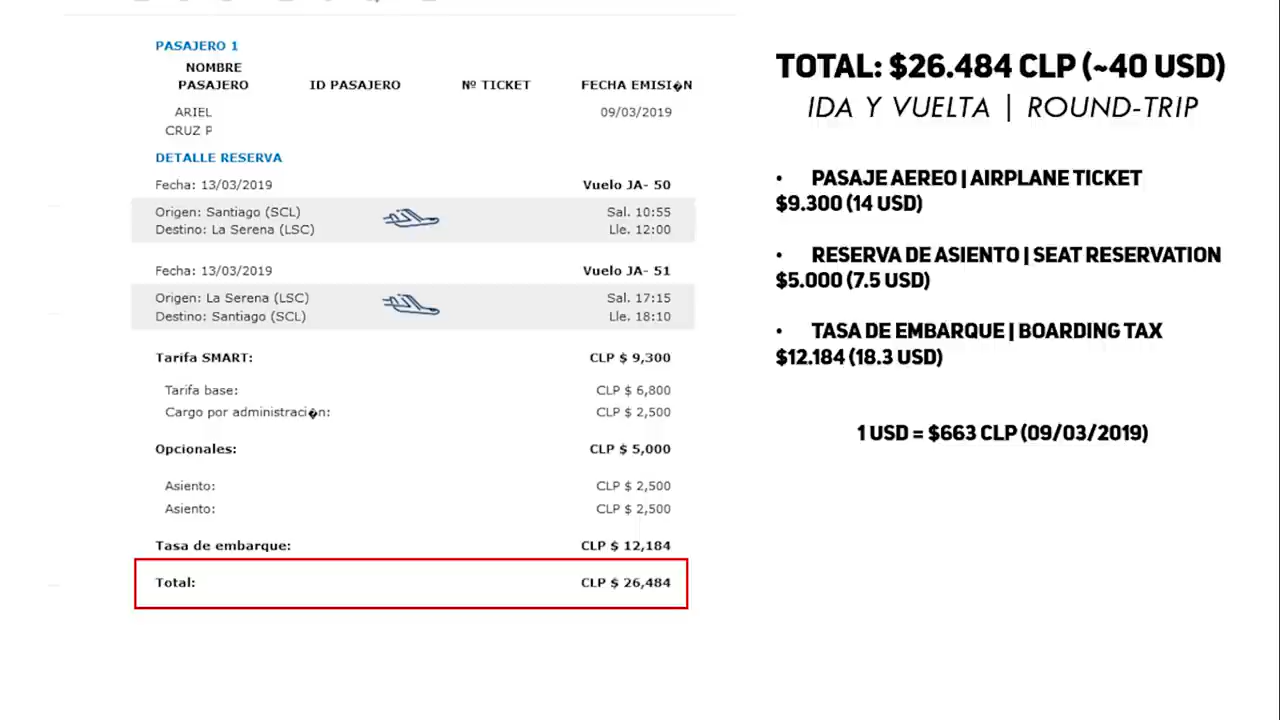 PASAJERO 1
NOMBRE PASAJERO ID PASAJERO Nº TICKET FECHA EMISI�N
ARIEL CRUZ P 09/03/2019
DETALLE RESERVA
Fecha: 13/03/2019 Vuelo JA- 50
Origen: Santiago (SCL) Sal. 10:55
Destino: La Serena (LSC) Lle. 12:00
Fecha: 13/03/2019 Vuelo JA- 51
Origen: La Serena (LSC) Sal. 17:15
Destino: Santiago (SCL) Lle. 18:10
Tarifa SMART: CLP $ 9,300
Tarifa base: CLP $ 6,800
Cargo por administraci�n: CLP $ 2,500
Opcionales: CLP $ 5,000
Asiento: CLP $ 2,500
Asiento: CLP $ 2,500
Tasa de embarque: CLP $ 12,184
Total: CLP $ 26,484
TOTAL: $26.484 CLP (~40 USD)
IDA Y VUELTA | ROUND-TRIP
• PASAJE AEREO | AIRPLANE TICKET
$9.300 (14 USD)
• RESERVA DE ASIENTO | SEAT RESERVATION
$5.000 (7.5 USD)
• TASA DE EMBARQUE | BOARDING TAX
$12.184 (18.3 USD)
1 USD = $663 CLP (09/03/2019)